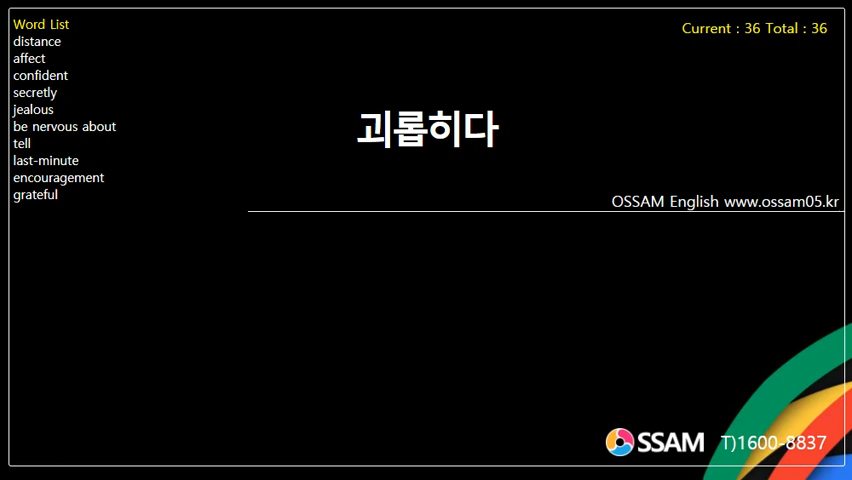 Word List
distance
affect
confident
secretly
jealous
be nervous about
tell
last-minute
encouragement
grateful
Current : 36 Total : 36
괴롭히다
OSSAM English www.ossam05.kr
OSSAM T)1600-8837